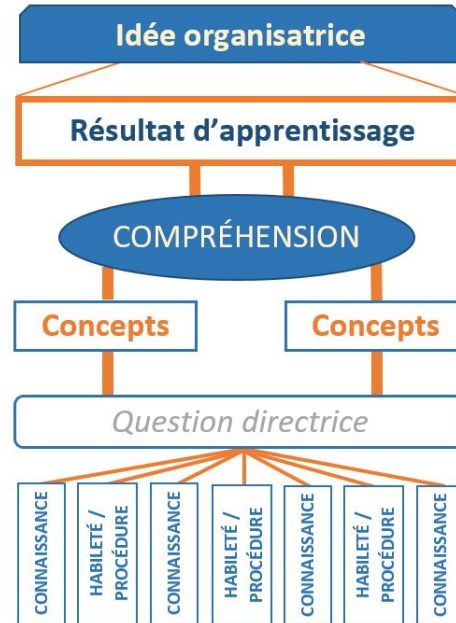 Idée organisatrice
Résultat d’apprentissage
COMPRÉHENSION
Concepts
Concepts
Question directrice
CONNAISSANCE
HABILETÉ /
PROCÉDURE
CONNAISSANCE
HABILETÉ /
PROCÉDURE
CONNAISSANCE
HABILETÉ /
PROCÉDURE
CONNAISSANCE